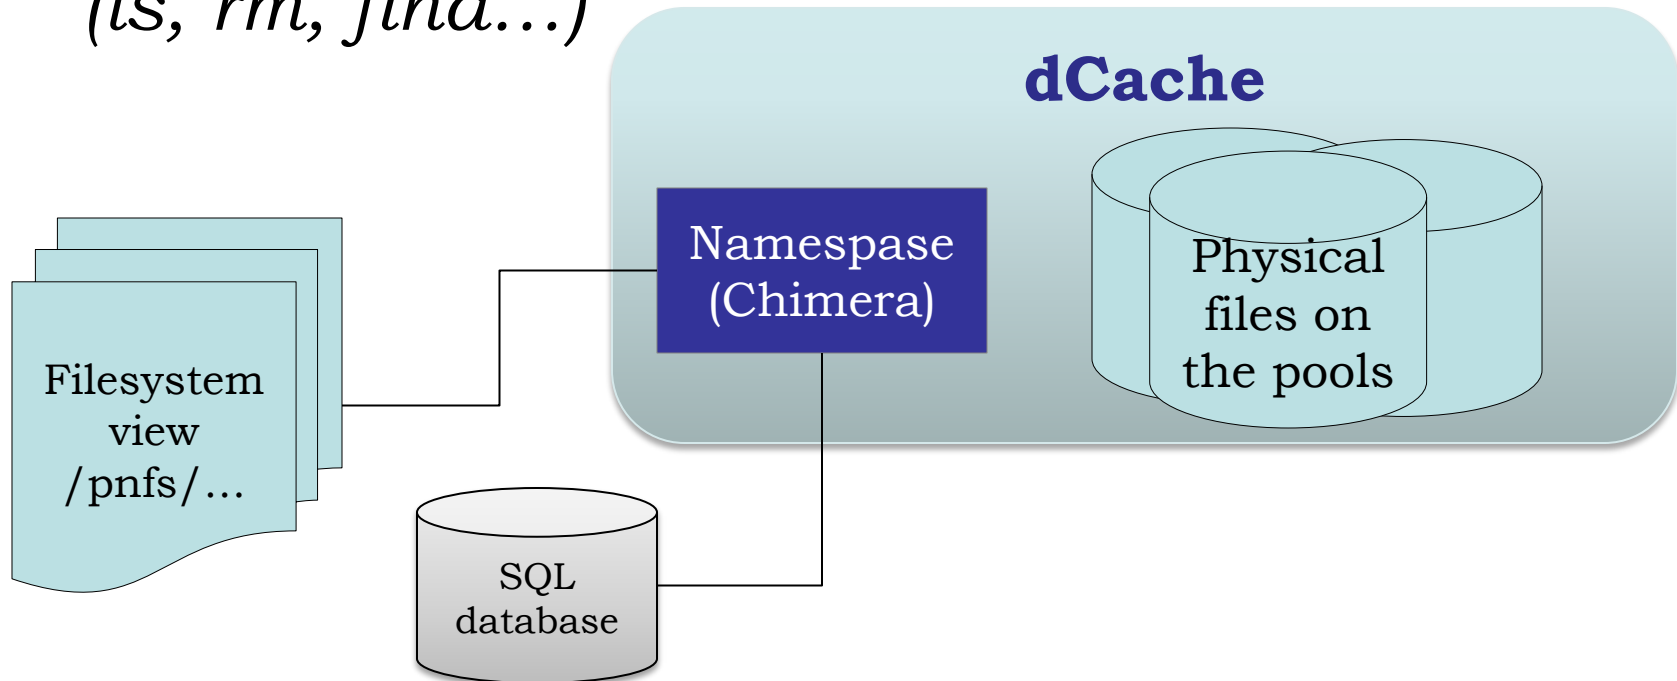 (ls, rm, find...)
dCache
Namespase
(Chimera)
Physical
files on
the pools
Filesystem
view
/pnfs/...
SQL
database